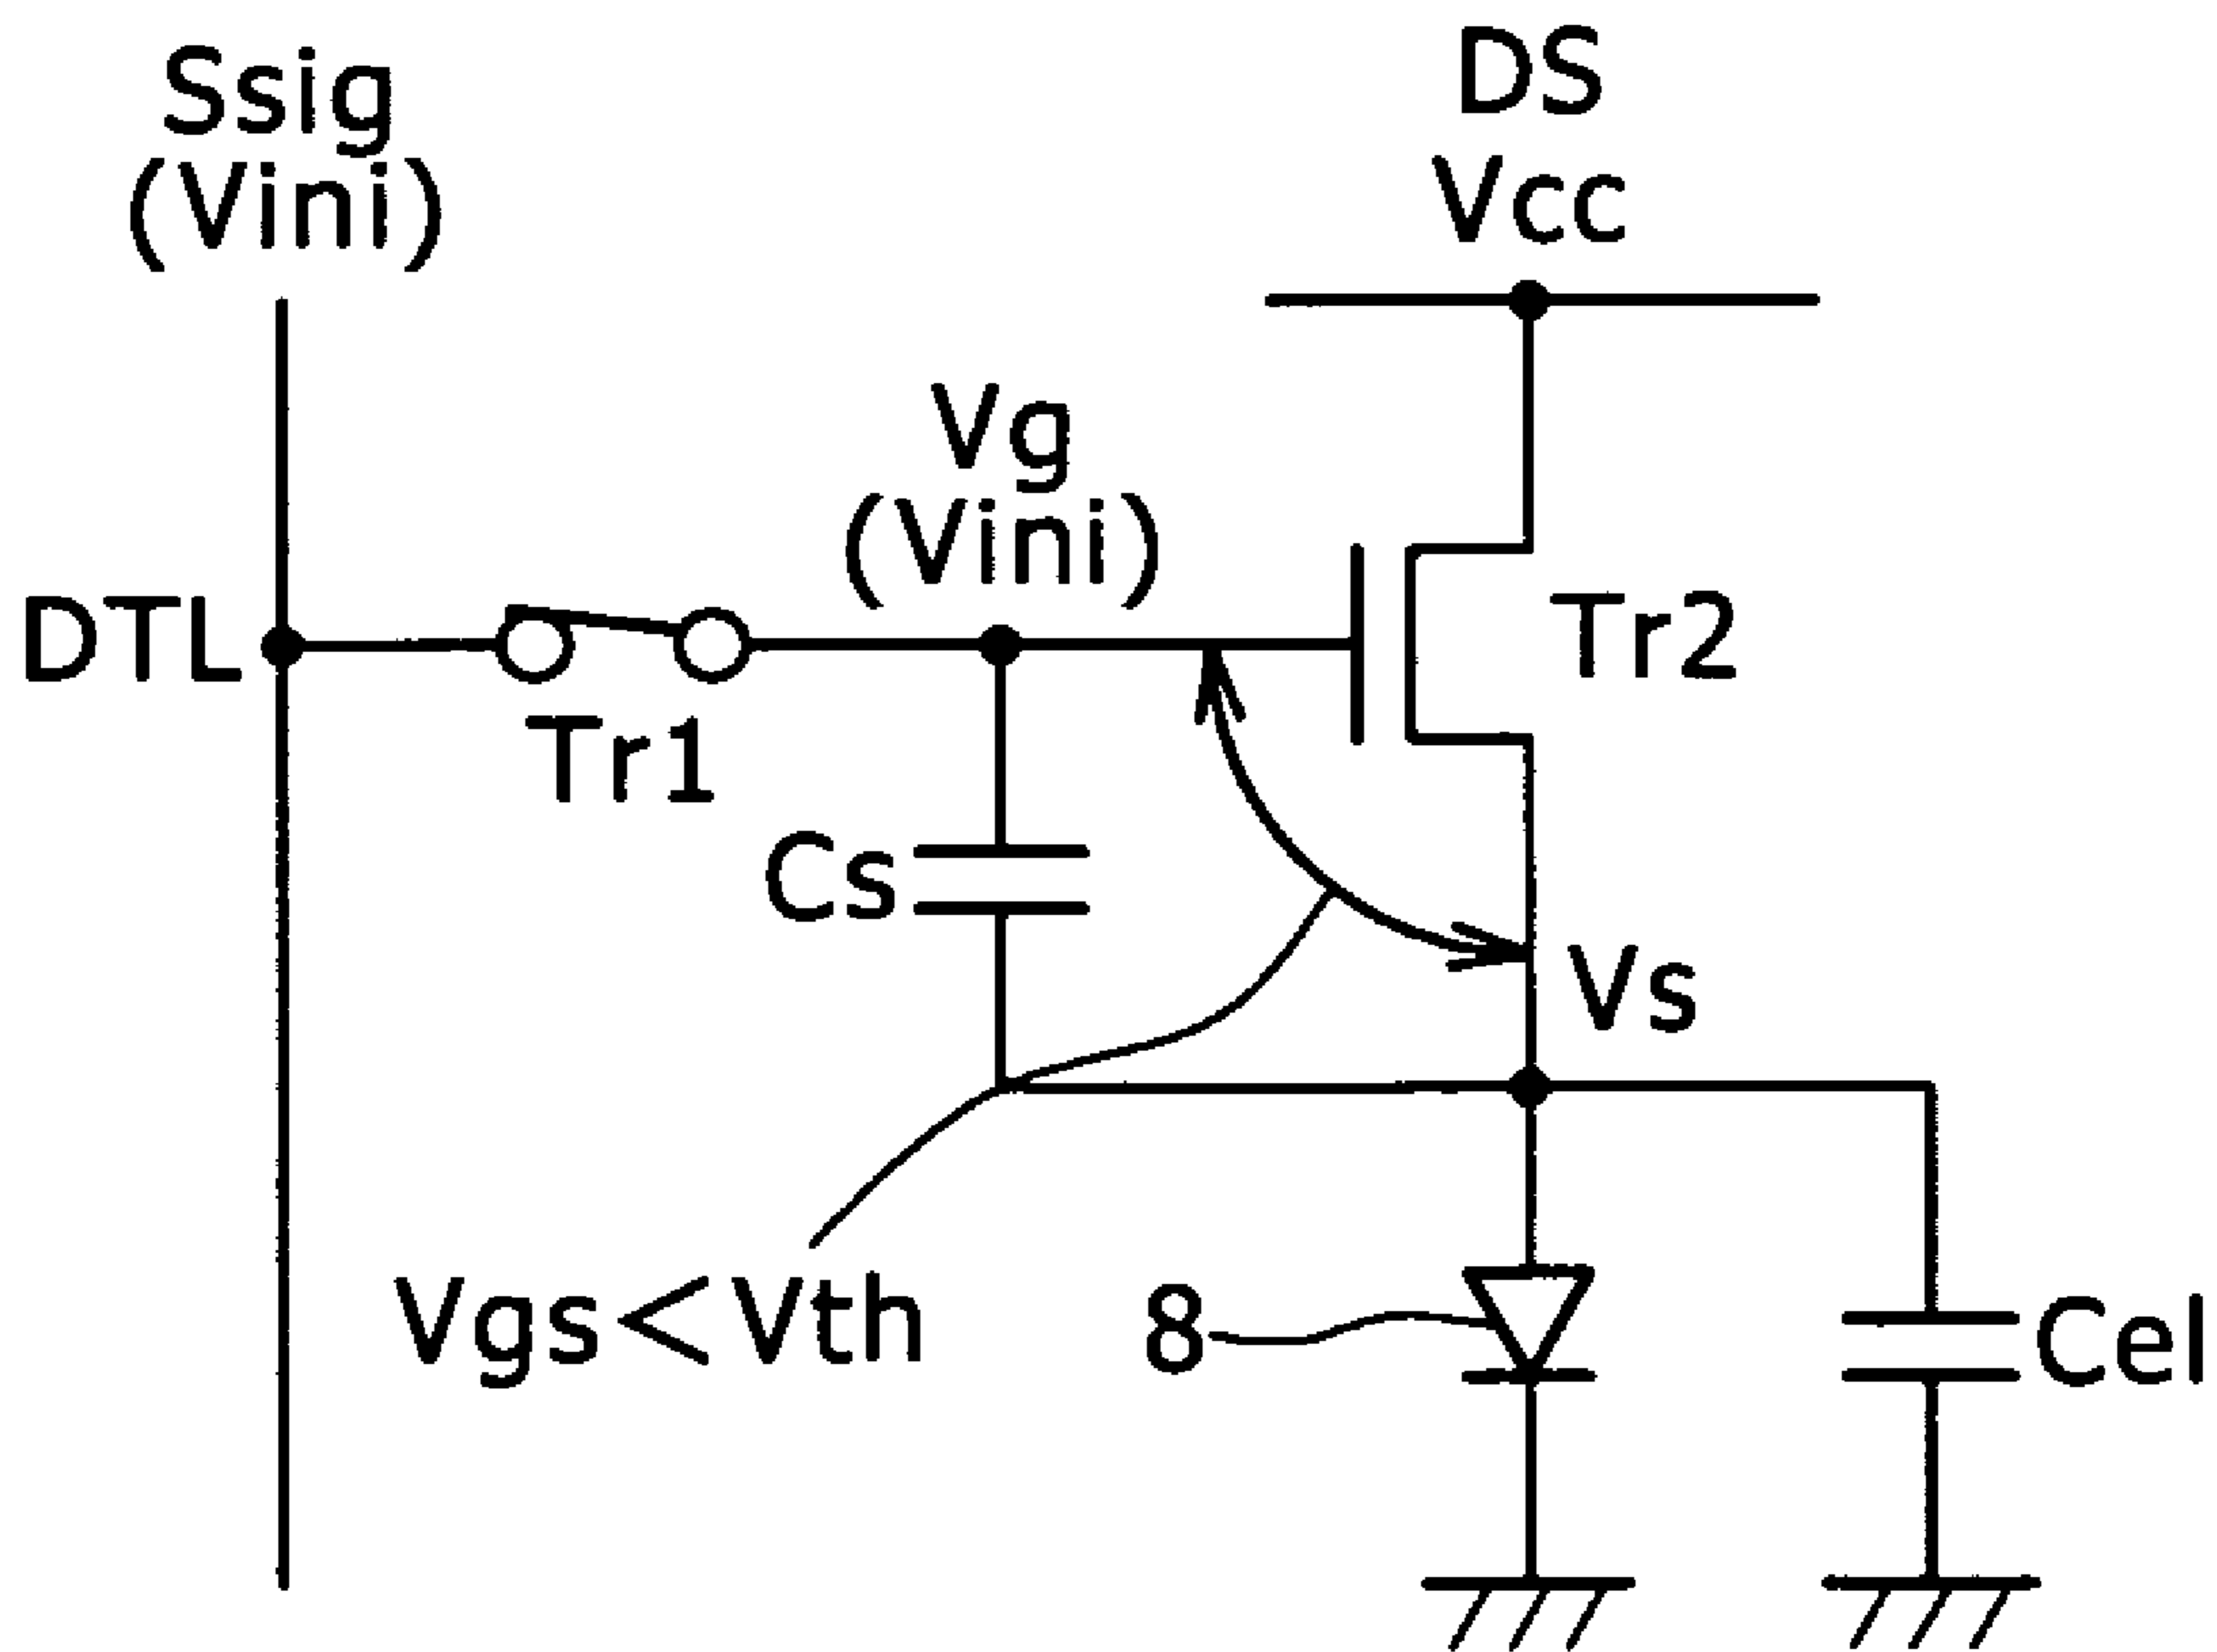 Ssig
(Vini)
DS
Vcc
Vg
(Vini)
DTL
Tr1
Tr2
Cs
Vs
Vgs<Vth
8
Cel